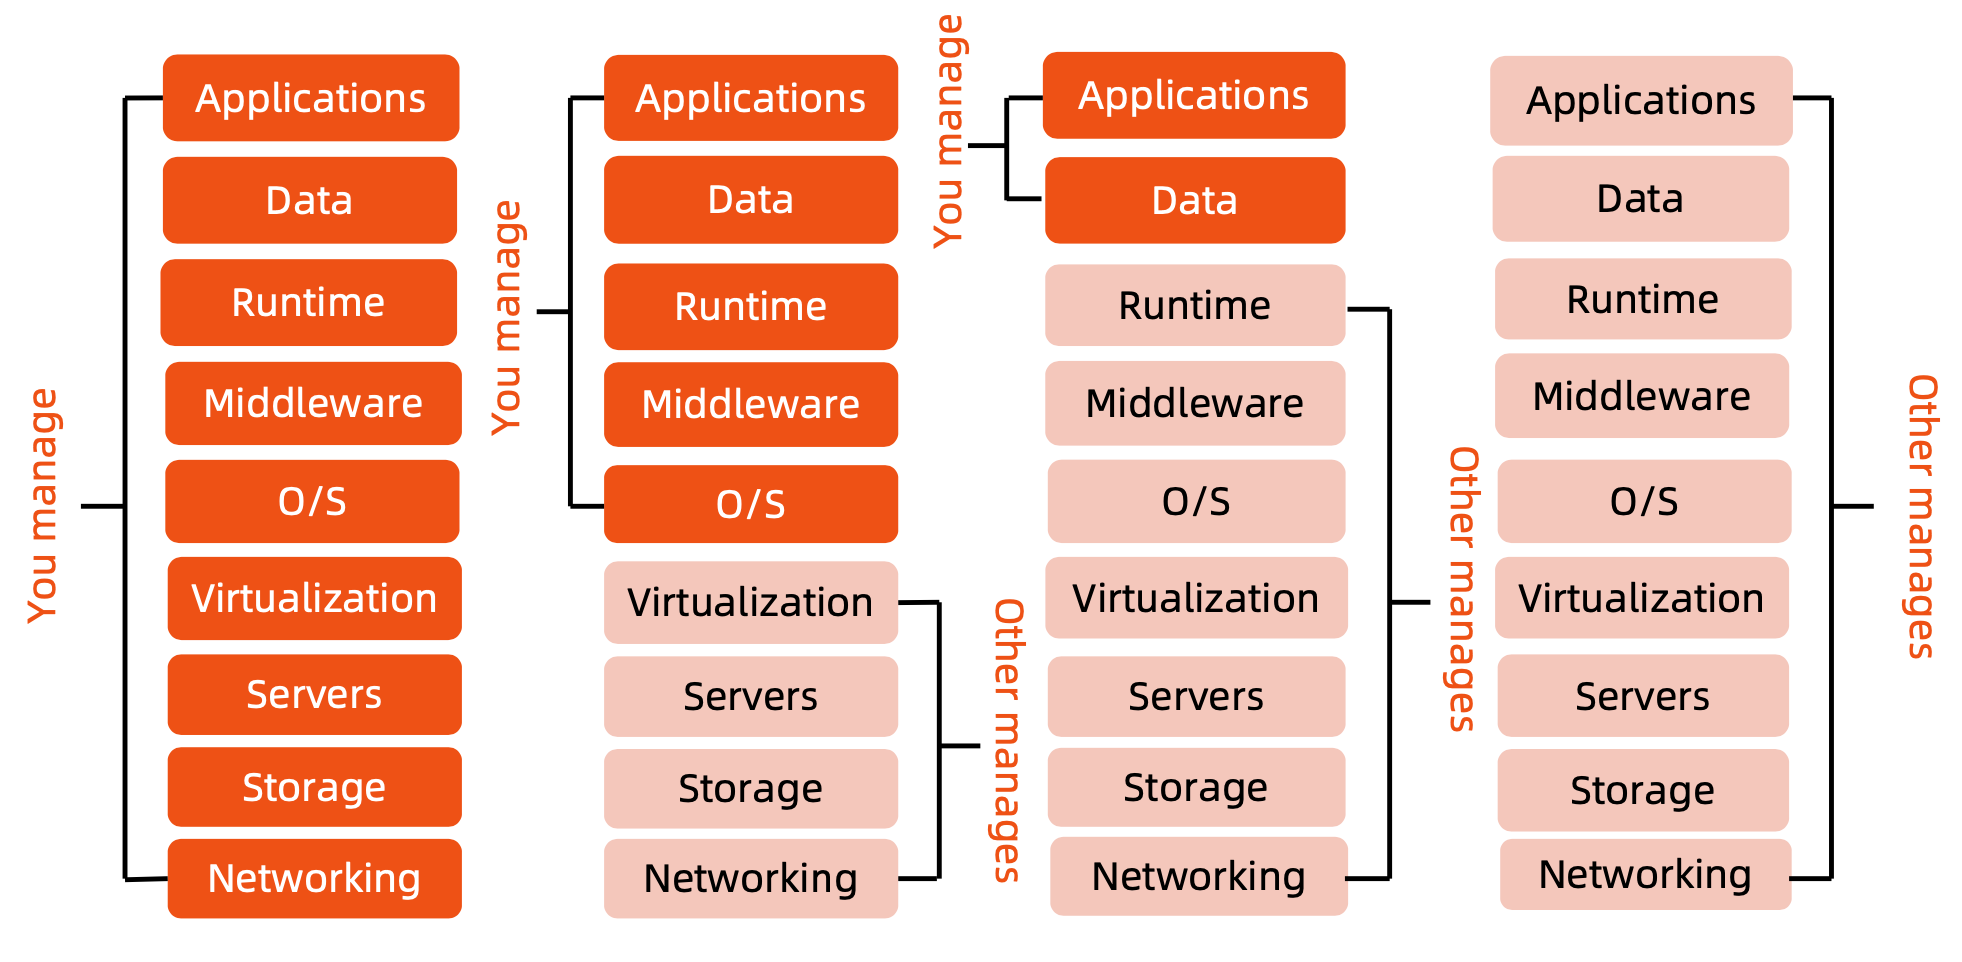 You manage
Applications
Data
Runtime
Middleware
O/S
Virtualization
Servers
Storage
Networking
You manage
Applications
Data
Runtime
Middleware
O/S
Virtualization
Servers
Storage
Networking
Other manages
You manage
Applications
Data
Runtime
Middleware
O/S
Virtualization
Servers
Storage
Networking
Other manages
Applications
Data
Runtime
Middleware
O/S
Virtualization
Servers
Storage
Networking
Other manages